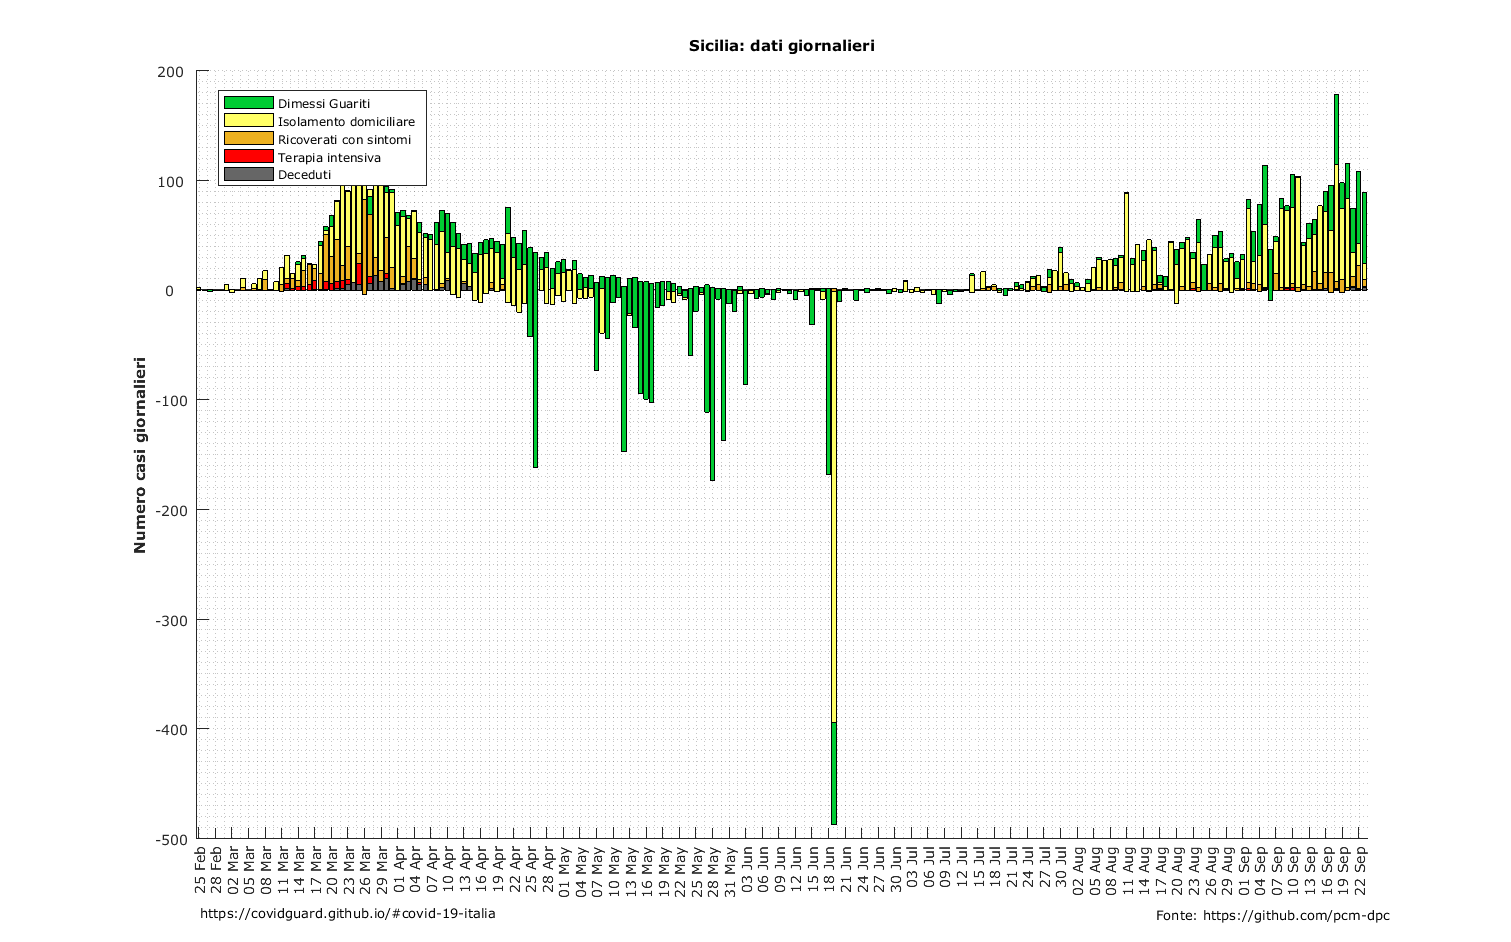 Sicilia: dati giornalieri
200
100
0
-100
-200
-300
-400
-500
Numero casi giornalieri
Dimessi Guariti
Isolamento domiciliare
Ricoverati con sintomi
Terapia intensiva
Deceduti
25 Feb
28 Feb
02 Mar
05 Mar
08 Mar
11 Mar
14 Mar
17 Mar
20 Mar
23 Mar
26 Mar
29 Mar
01 Apr
04 Apr
07 Apr
10 Apr
13 Apr
16 Apr
19 Apr
22 Apr
25 Apr
28 Apr
01 May
04 May
07 May
10 May
13 May
16 May
19 May
22 May
25 May
28 May
31 May
03 Jun
06 Jun
09 Jun
12 Jun
15 Jun
18 Jun
21 Jun
24 Jun
27 Jun
30 Jun
03 Jul
06 Jul
09 Jul
12 Jul
15 Jul
18 Jul
21 Jul
24 Jul
27 Jul
30 Jul
02 Aug
05 Aug
08 Aug
11 Aug
14 Aug
17 Aug
20 Aug
23 Aug
26 Aug
29 Aug
01 Sep
04 Sep
07 Sep
10 Sep
13 Sep
16 Sep
19 Sep
22 Sep
https://covidguard.github.io/#covid-19-italia
Fonte: https://github.com/pcm-dpc